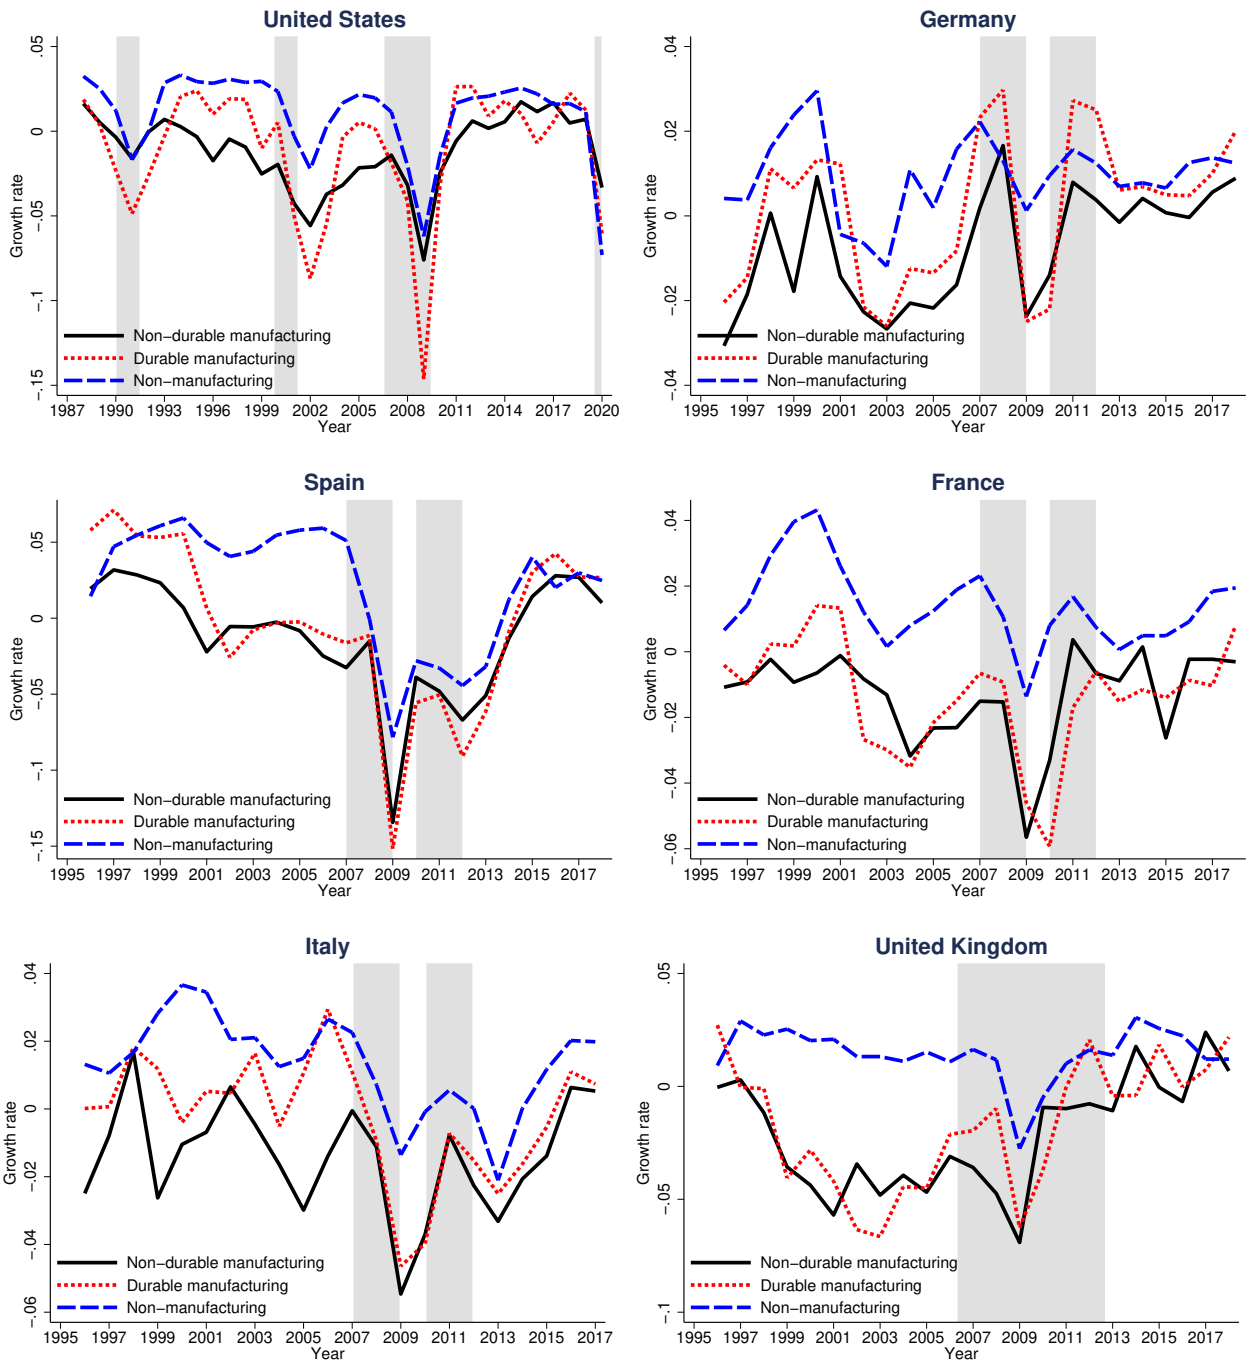 United States
Growth rate
.05
0
-.05
-.1
-.15
Non-durable manufacturing
Durable manufacturing
Non-manufacturing
1987 1990 1993 1996 1999 2002 2005 2008 2011 2014 2017 2020
Year
Germany
Growth rate
.04
.02
0
-.02
-.04
Non-durable manufacturing
Durable manufacturing
Non-manufacturing
1995 1997 1999 2001 2003 2005 2007 2009 2011 2013 2015 2017
Year
Spain
Growth rate
.05
0
-.05
-.1
-.15
Non-durable manufacturing
Durable manufacturing
Non-manufacturing
1995 1997 1999 2001 2003 2005 2007 2009 2011 2013 2015 2017
Year
France
Growth rate
.04
.02
0
-.02
-.04
-.06
Non-durable manufacturing
Durable manufacturing
Non-manufacturing
1995 1997 1999 2001 2003 2005 2007 2009 2011 2013 2015 2017
Year
Italy
Growth rate
.04
.02
0
-.02
-.04
-.06
Non-durable manufacturing
Durable manufacturing
Non-manufacturing
1995 1997 1999 2001 2003 2005 2007 2009 2011 2013 2015 2017
Year
United Kingdom
Growth rate
.05
0
-.05
-.1
Non-durable manufacturing
Durable manufacturing
Non-manufacturing
1995 1997 1999 2001 2003 2005 2007 2009 2011 2013 2015 2017
Year